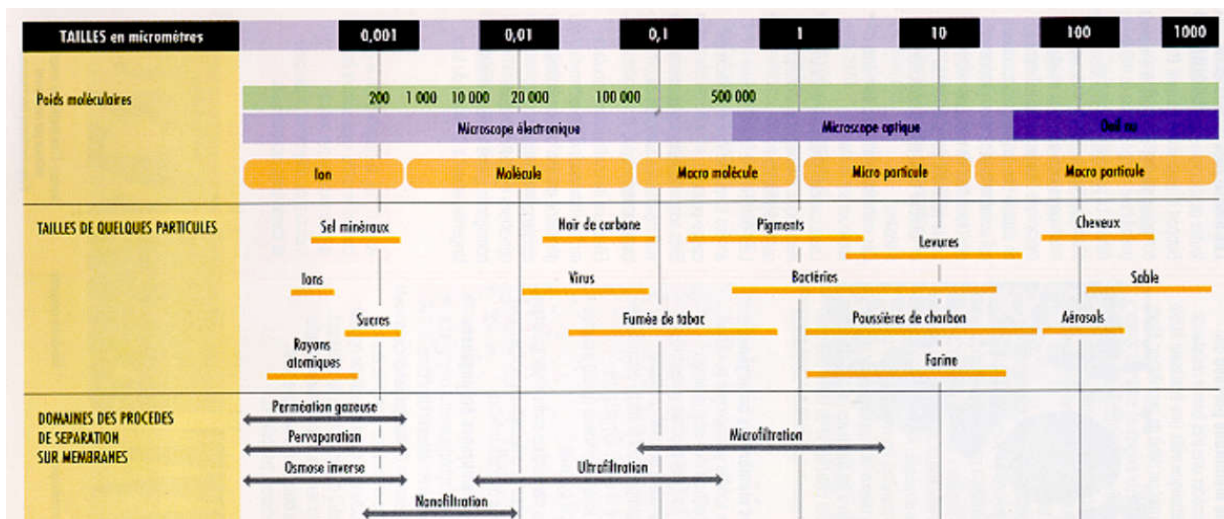 TAILLES en micromètres 0,001 0,01 0,1 1 10 100 1000
Poids moléculaires 200 1 000 10 000 20 000 100 000 500 000
Microscope électronique Microscope optique Oeil nu
Ion Molécule Macro molécule Micro particule Macro particule
TAILLES DE QUELQUES PARTICULES Sel minéraux Noir de carbone Pigments Cheveux
Levures
Ions Virus Bactéries Sable
Sucres Fumée de tabac Poussières de charbon Aérosols
Rayons
atomiques Farine
DOMAINES DES PROCEDES
DE SEPARATION
SUR MEMBRANES
Perméation gazeuse
Pervaporation Microfiltration
Osmose inverse Ultrafiltration
Nanofiltration